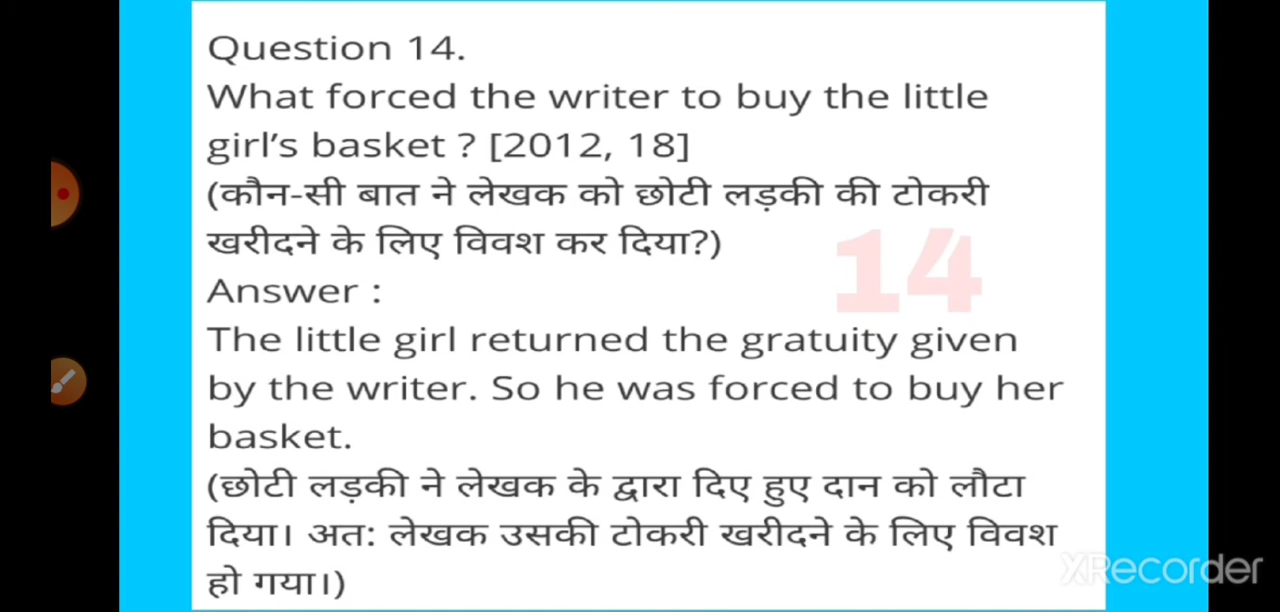 Question 14.
What forced the writer to buy the little
girl's basket ? [2012, 18]
(कौन-सी बात ने लेखक को छोटी लड़की की टोकरी
खरीदने के लिए विवश कर दिया?)
14
Answer :
The little girl returned the gratuity given
by the writer. So he was forced to buy her
basket.
(छोटी लड़की ने लेखक के द्वारा दिए हुए दान को लौटा
दिया। अत: लेखक उसकी टोकरी खरीदने के लिए विवश
हो गया।)
XRecorder